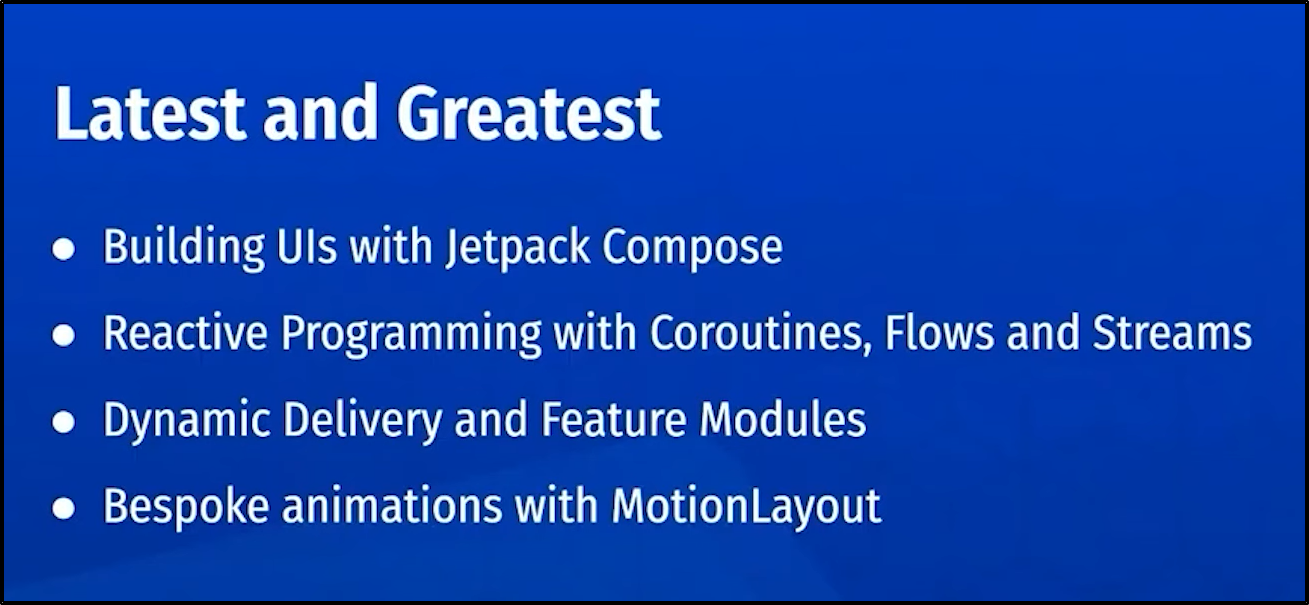 Latest and Greatest
• Building UIs with Jetpack Compose
• Reactive Programming with Coroutines, Flows and Streams
• Dynamic Delivery and Feature Modules
• Bespoke animations with MotionLayout